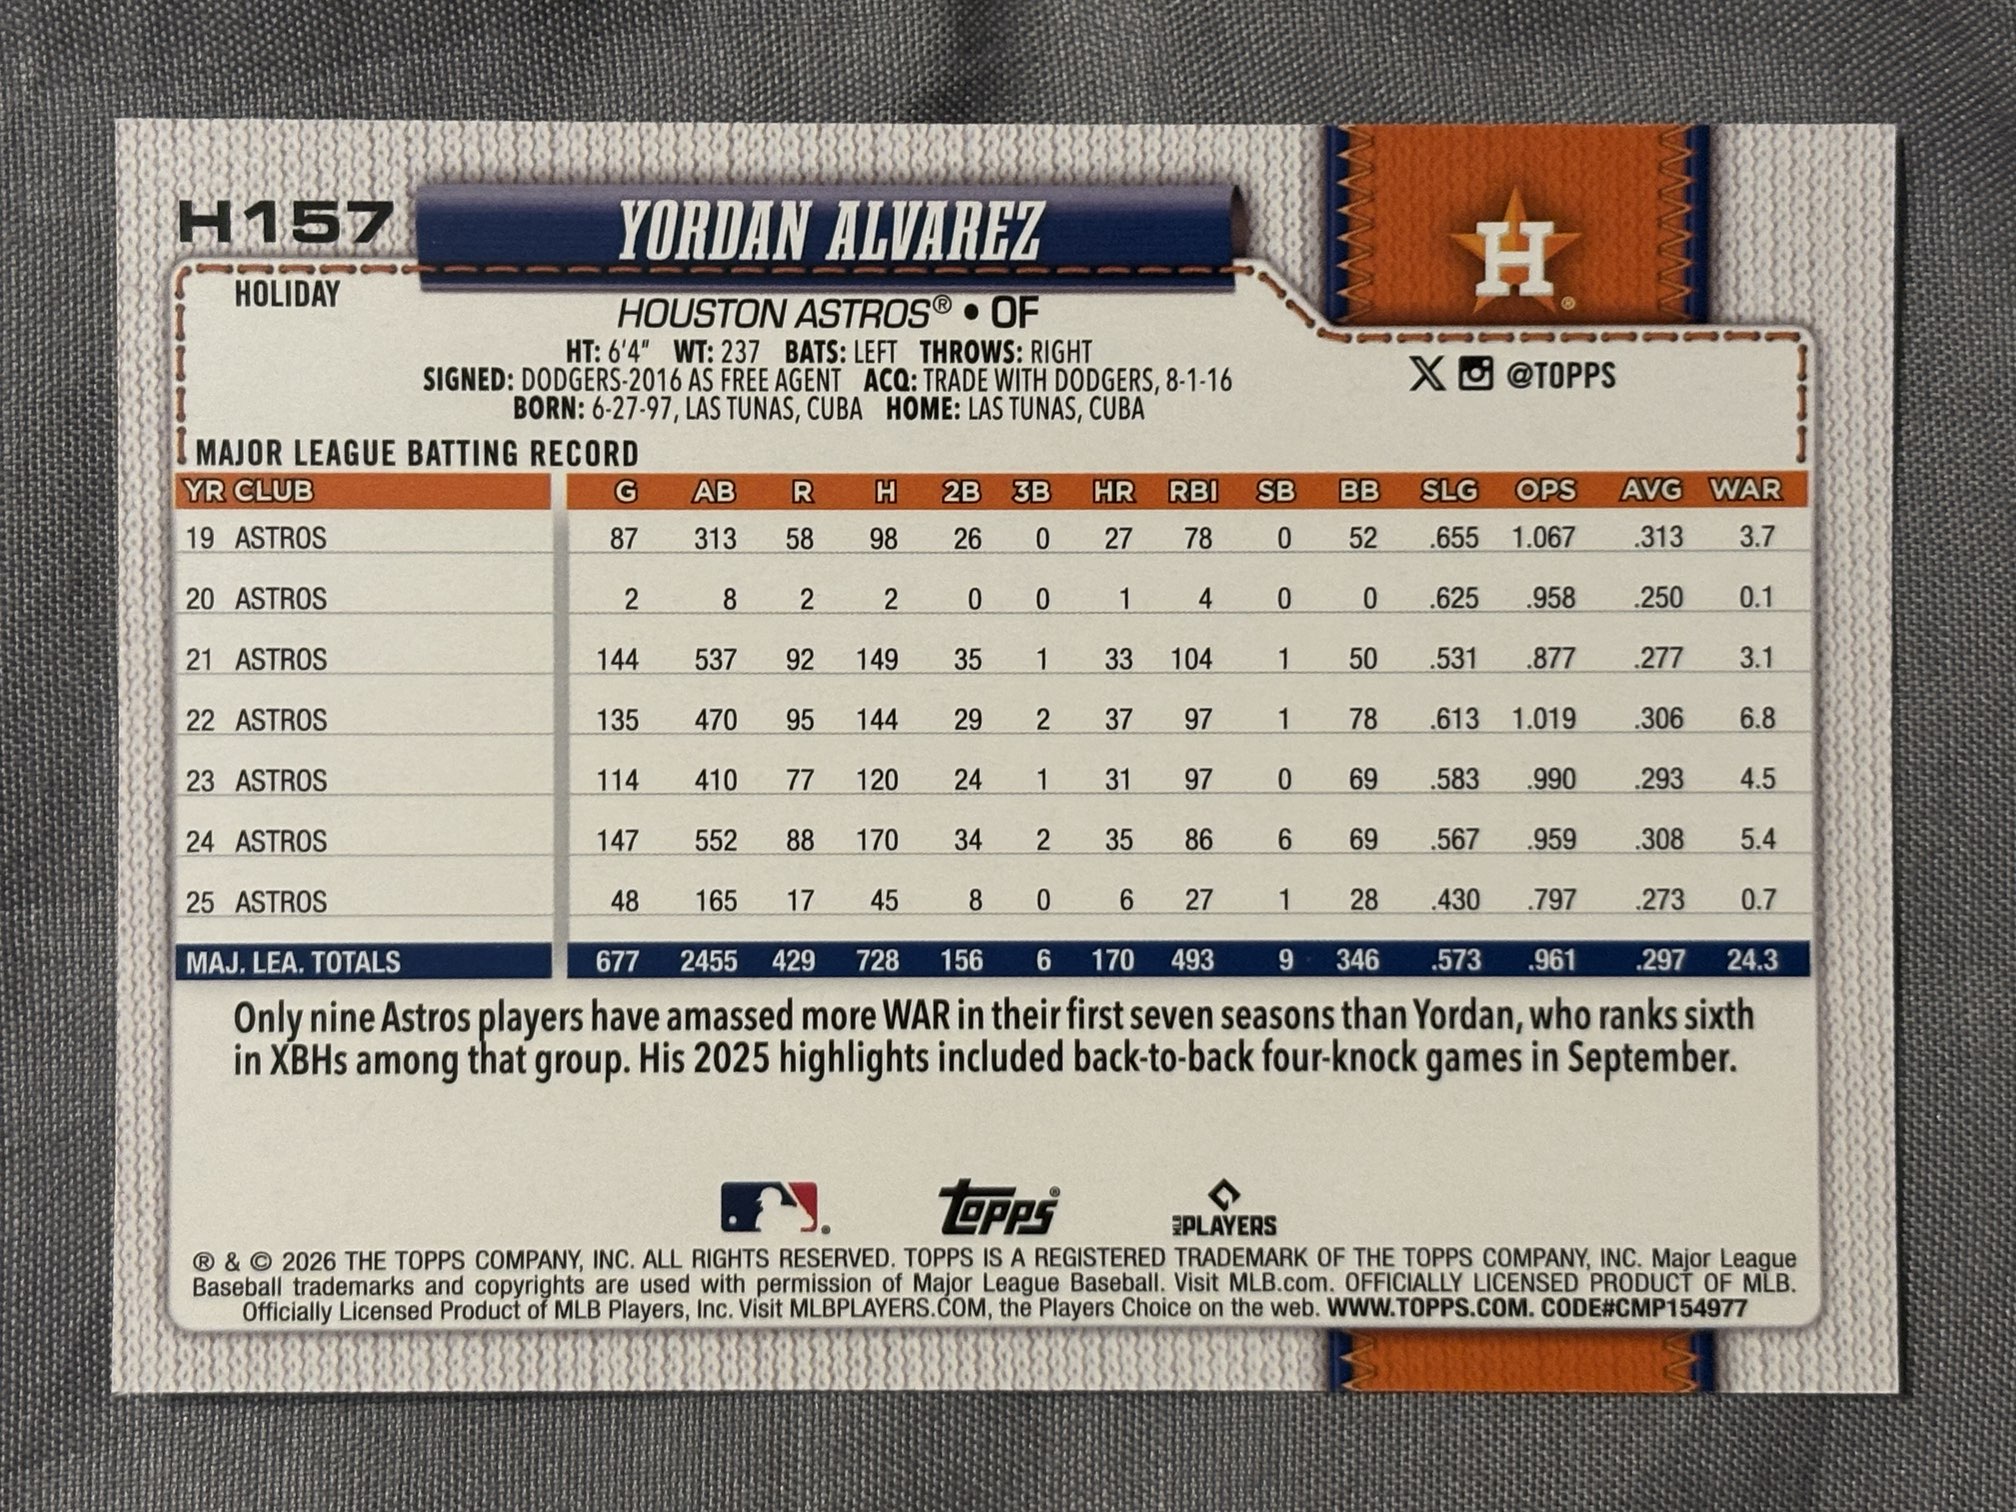 H157
YORDAN ALVAREZ
H®
HOLIDAY
HOUSTON ASTROS® • OF
HT: 6'4" WT: 237 BATS: LEFT THROWS: RIGHT
SIGNED: DODGERS-2016 AS FREE AGENT ACQ: TRADE WITH DODGERS, 8-1-16
BORN: 6-27-97, LAS TUNAS, CUBA HOME: LAS TUNAS, CUBA
X @TOPPS
MAJOR LEAGUE BATTING RECORD
YR CLUB G AB R H 2B 3B HR RBI SB BB SLG OPS AVG WAR
19 ASTROS 87 313 58 98 26 0 27 78 0 52 .655 1.067 .313 3.7
20 ASTROS 2 8 2 2 0 0 1 4 0 0 .625 .958 .250 0.1
21 ASTROS 144 537 92 149 35 1 33 104 1 50 .531 .877 .277 3.1
22 ASTROS 135 470 95 144 29 2 37 97 1 78 .613 1.019 .306 6.8
23 ASTROS 114 410 77 120 24 1 31 97 0 69 .583 .990 .293 4.5
24 ASTROS 147 552 88 170 34 2 35 86 6 69 .567 .959 .308 5.4
25 ASTROS 48 165 17 45 8 0 6 27 1 28 .430 .797 .273 0.7
MAJ. LEA. TOTALS 677 2455 429 728 156 6 170 493 9 346 .573 .961 .297 24.3
Only nine Astros players have amassed more WAR in their first seven seasons than Yordan, who ranks sixth
in XBHs among that group. His 2025 highlights included back-to-back four-knock games in September.
topps® MLB PLAYERS
® & © 2026 THE TOPPS COMPANY, INC. ALL RIGHTS RESERVED. TOPPS IS A REGISTERED TRADEMARK OF THE TOPPS COMPANY, INC. Major League
Baseball trademarks and copyrights are used with permission of Major League Baseball. Visit MLB.com. OFFICIALLY LICENSED PRODUCT OF MLB.
Officially Licensed Product of MLB Players, Inc. Visit MLBPLAYERS.COM, the Players Choice on the web. WWW.TOPPS.COM. CODE#CMP154977